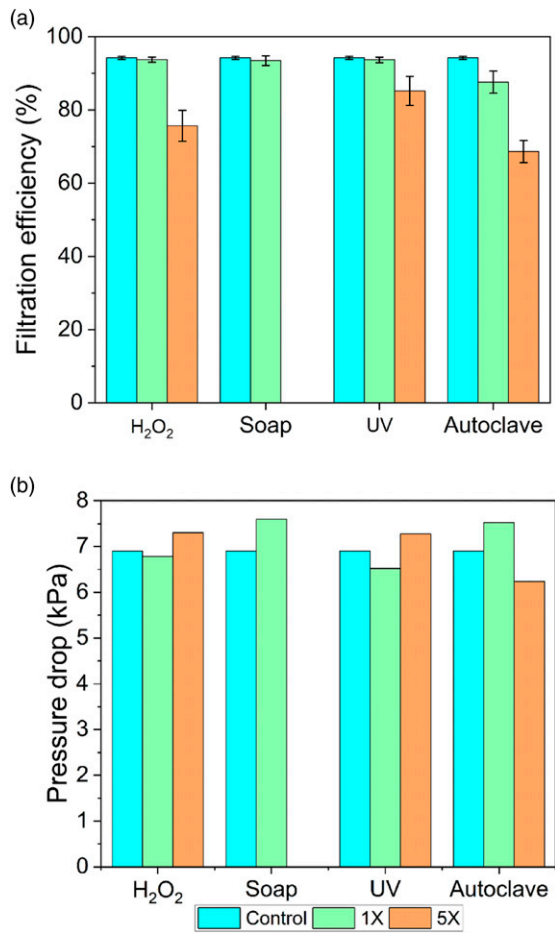 (a)
Filtration efficiency (%)
100
80
60
40
20
0
H₂O₂ Soap UV Autoclave
(b)
Pressure drop (kPa)
8
7
6
5
4
3
2
1
0
H₂O₂ Soap UV Autoclave
Control 1X 5X